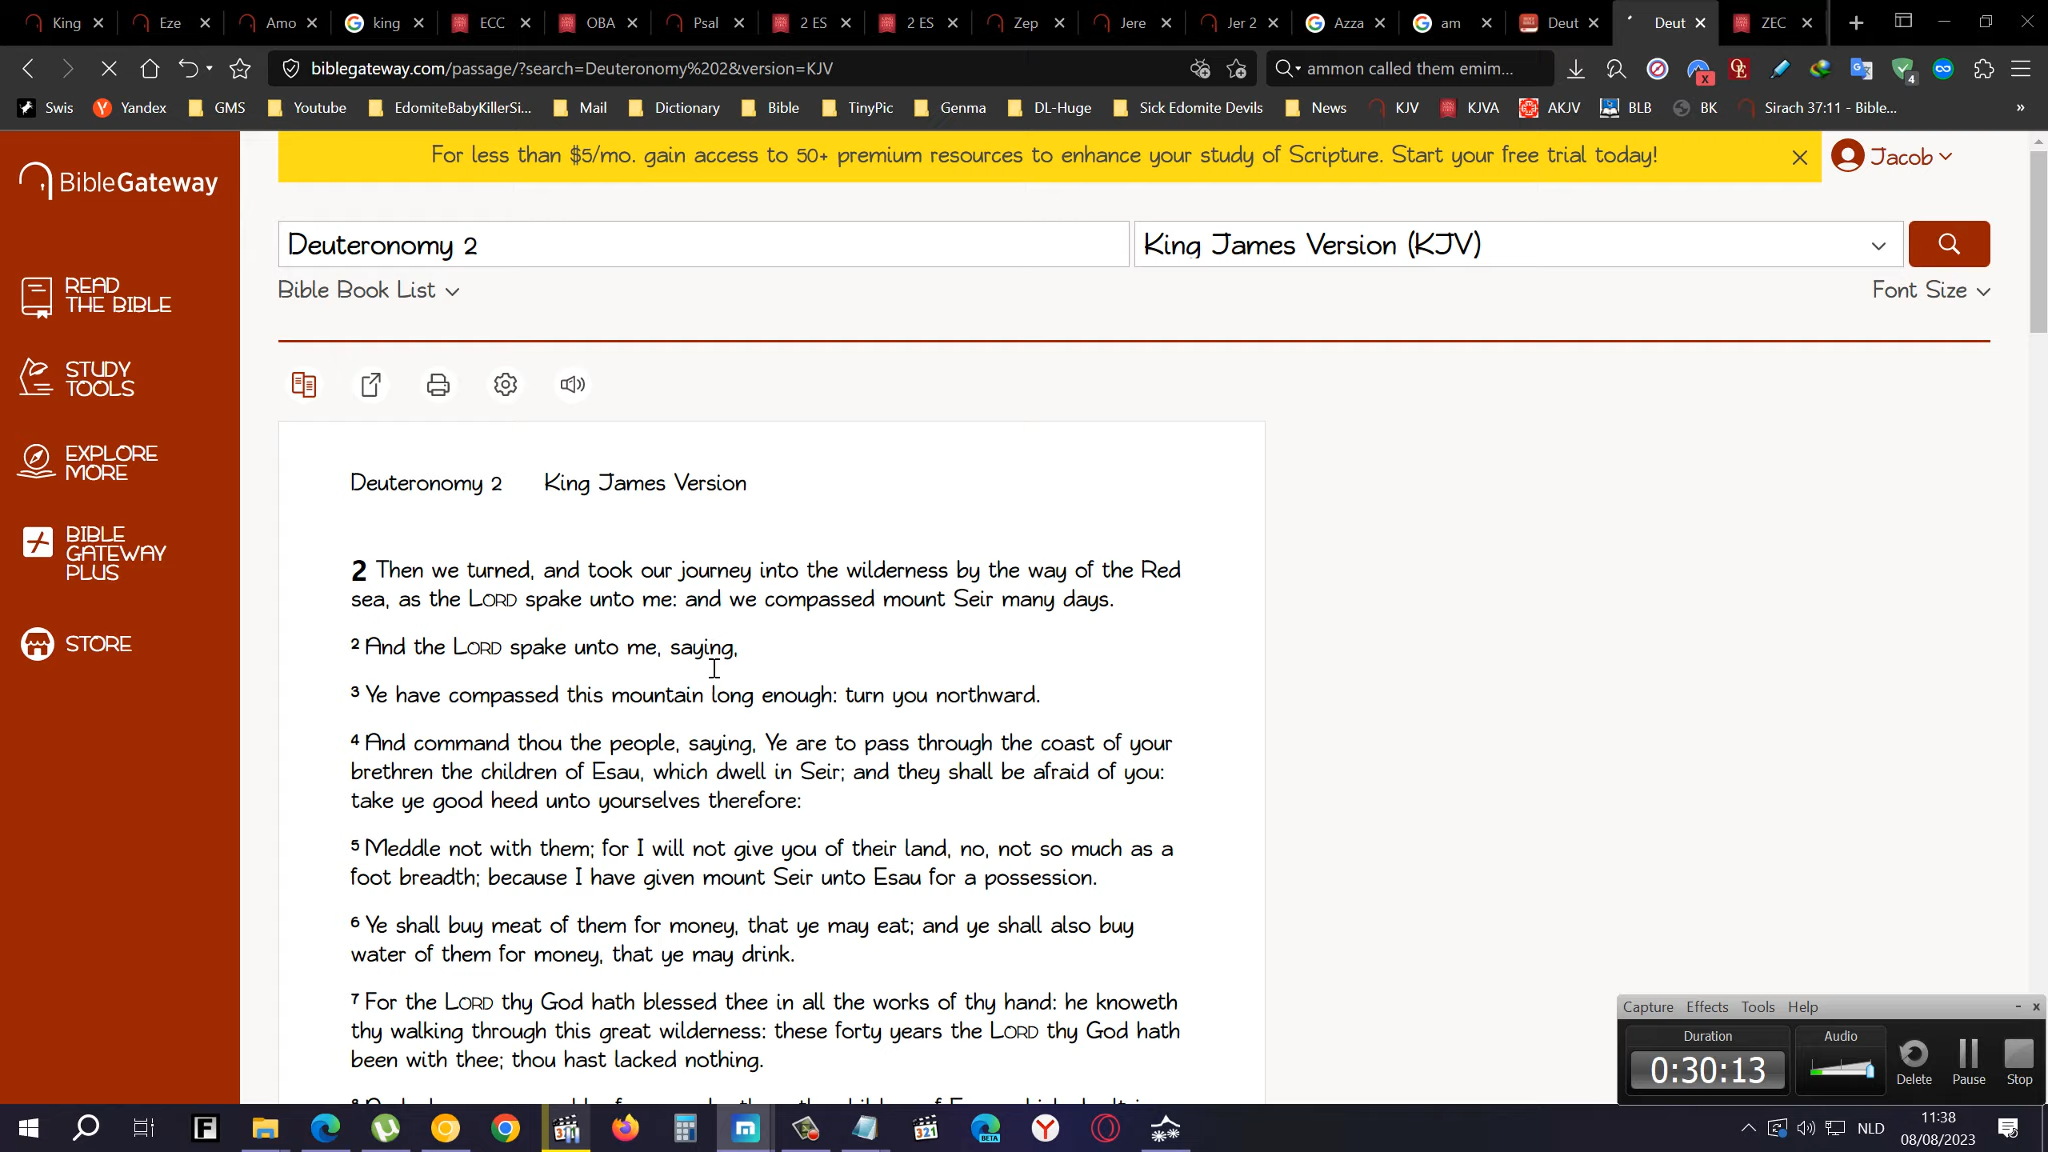 King
Eze
Amo
king
ECC
OBA
Psal
2 ES
2 ES
Zep
Jere
Jer 2
Azza
am
Deut
Deut
ZEC
biblegateway.com/passage/?search=Deuteronomy%202&version=KJV
ammon called them emim...
Swis
Yandex
GMS
Youtube
EdomiteBabyKillerSi...
Mail
Dictionary
Bible
TinyPic
Genma
DL-Huge
Sick Edomite Devils
News
KJV
KJVA
AKJV
BLB
BK
Sirach 37:11 - Bible...
»
BibleGateway
For less than $5/mo. gain access to 50+ premium resources to enhance your study of Scripture. Start your free trial today!
Jacob
Deuteronomy 2
King James Version (KJV)
Bible Book List
Font Size
READ
THE BIBLE
STUDY
TOOLS
EXPLORE
MORE
BIBLE
GATEWAY
PLUS
STORE
Deuteronomy 2 King James Version
2 Then we turned, and took our journey into the wilderness by the way of the Red
sea, as the LORD spake unto me: and we compassed mount Seir many days.
2 And the LORD spake unto me, saying,
3 Ye have compassed this mountain long enough: turn you northward.
4 And command thou the people, saying, Ye are to pass through the coast of your
brethren the children of Esau, which dwell in Seir; and they shall be afraid of you:
take ye good heed unto yourselves therefore:
5 Meddle not with them; for I will not give you of their land, no, not so much as a
foot breadth; because I have given mount Seir unto Esau for a possession.
6 Ye shall buy meat of them for money, that ye may eat; and ye shall also buy
water of them for money, that ye may drink.
7 For the LORD thy God hath blessed thee in all the works of thy hand: he knoweth
thy walking through this great wilderness: these forty years the LORD thy God hath
been with thee; thou hast lacked nothing.
Capture Effects Tools Help
Duration
0:30:13
Audio
Delete
Pause
Stop
NLD
11:38
08/08/2023